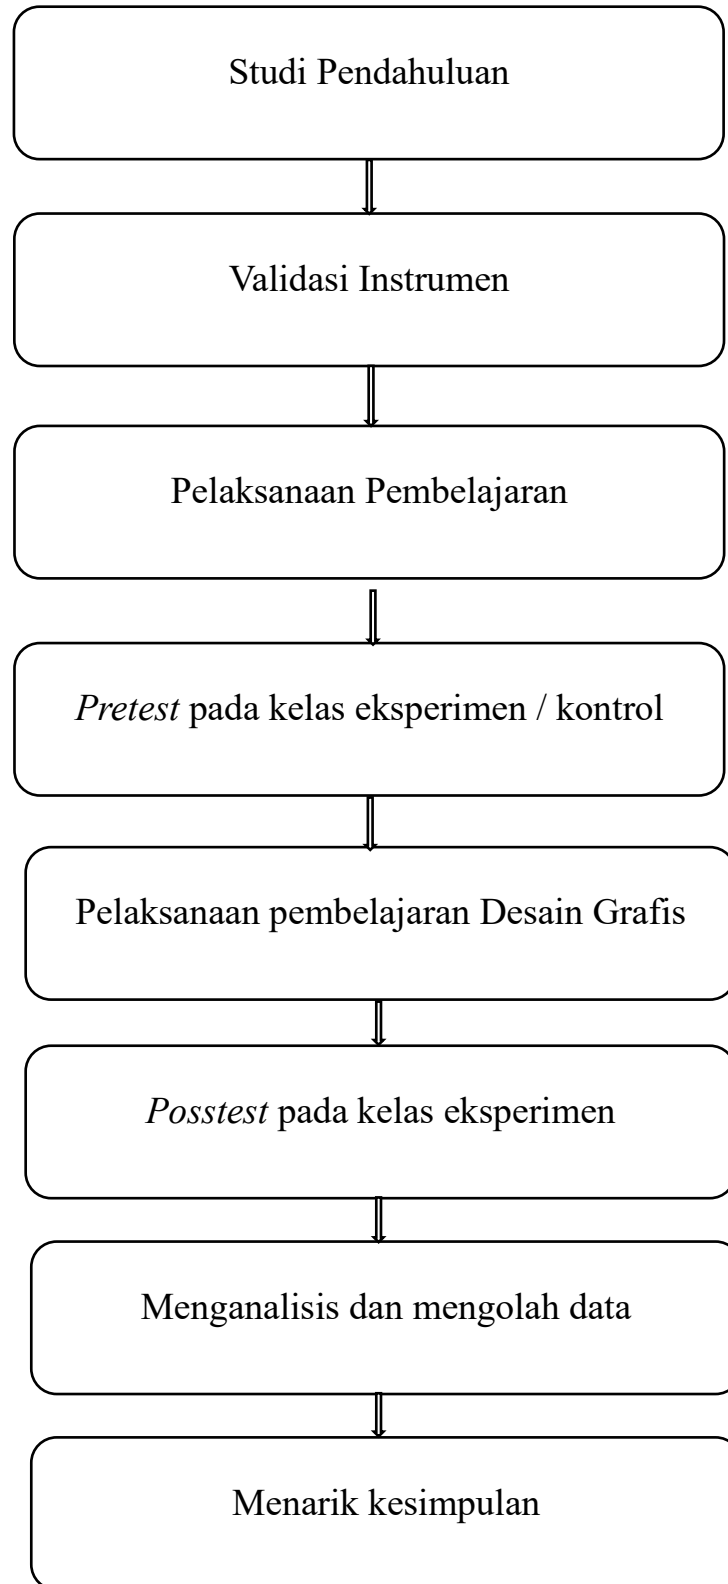 Studi Pendahuluan
Validasi Instrumen
Pelaksanaan Pembelajaran
Pretest pada kelas eksperimen / kontrol
Pelaksanaan pembelajaran Desain Grafis
Posstest pada kelas eksperimen
Menganalisis dan mengolah data
Menarik kesimpulan